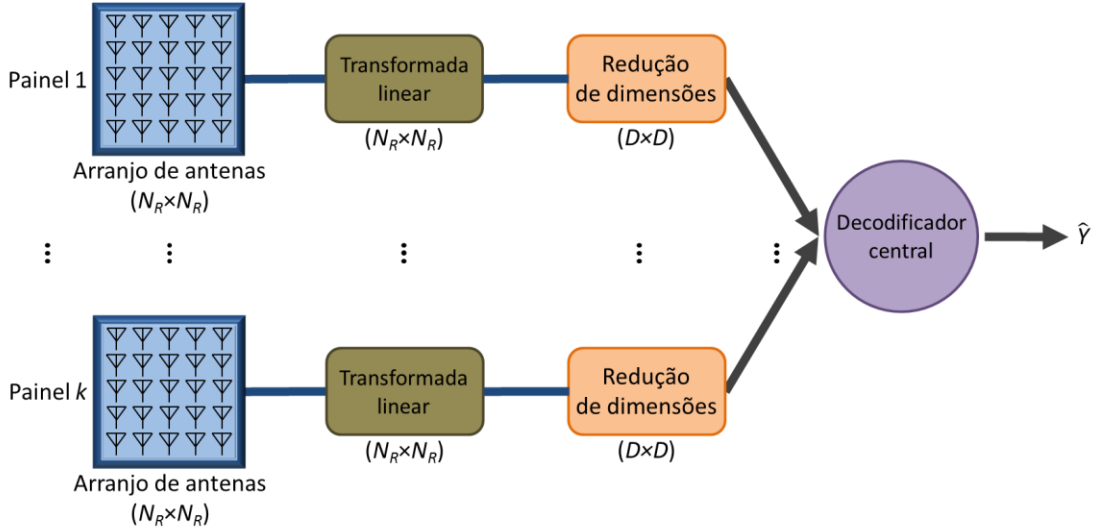 Painel 1
Transformada
linear
Redução
de dimensões
(N_R×N_R)
(D×D)
Arranjo de antenas
(N_R×N_R)
Decodificador
central
Ŷ
⋮ ⋮ ⋮ ⋮ ⋮
Painel k
Transformada
linear
Redução
de dimensões
(N_R×N_R)
(D×D)
Arranjo de antenas
(N_R×N_R)